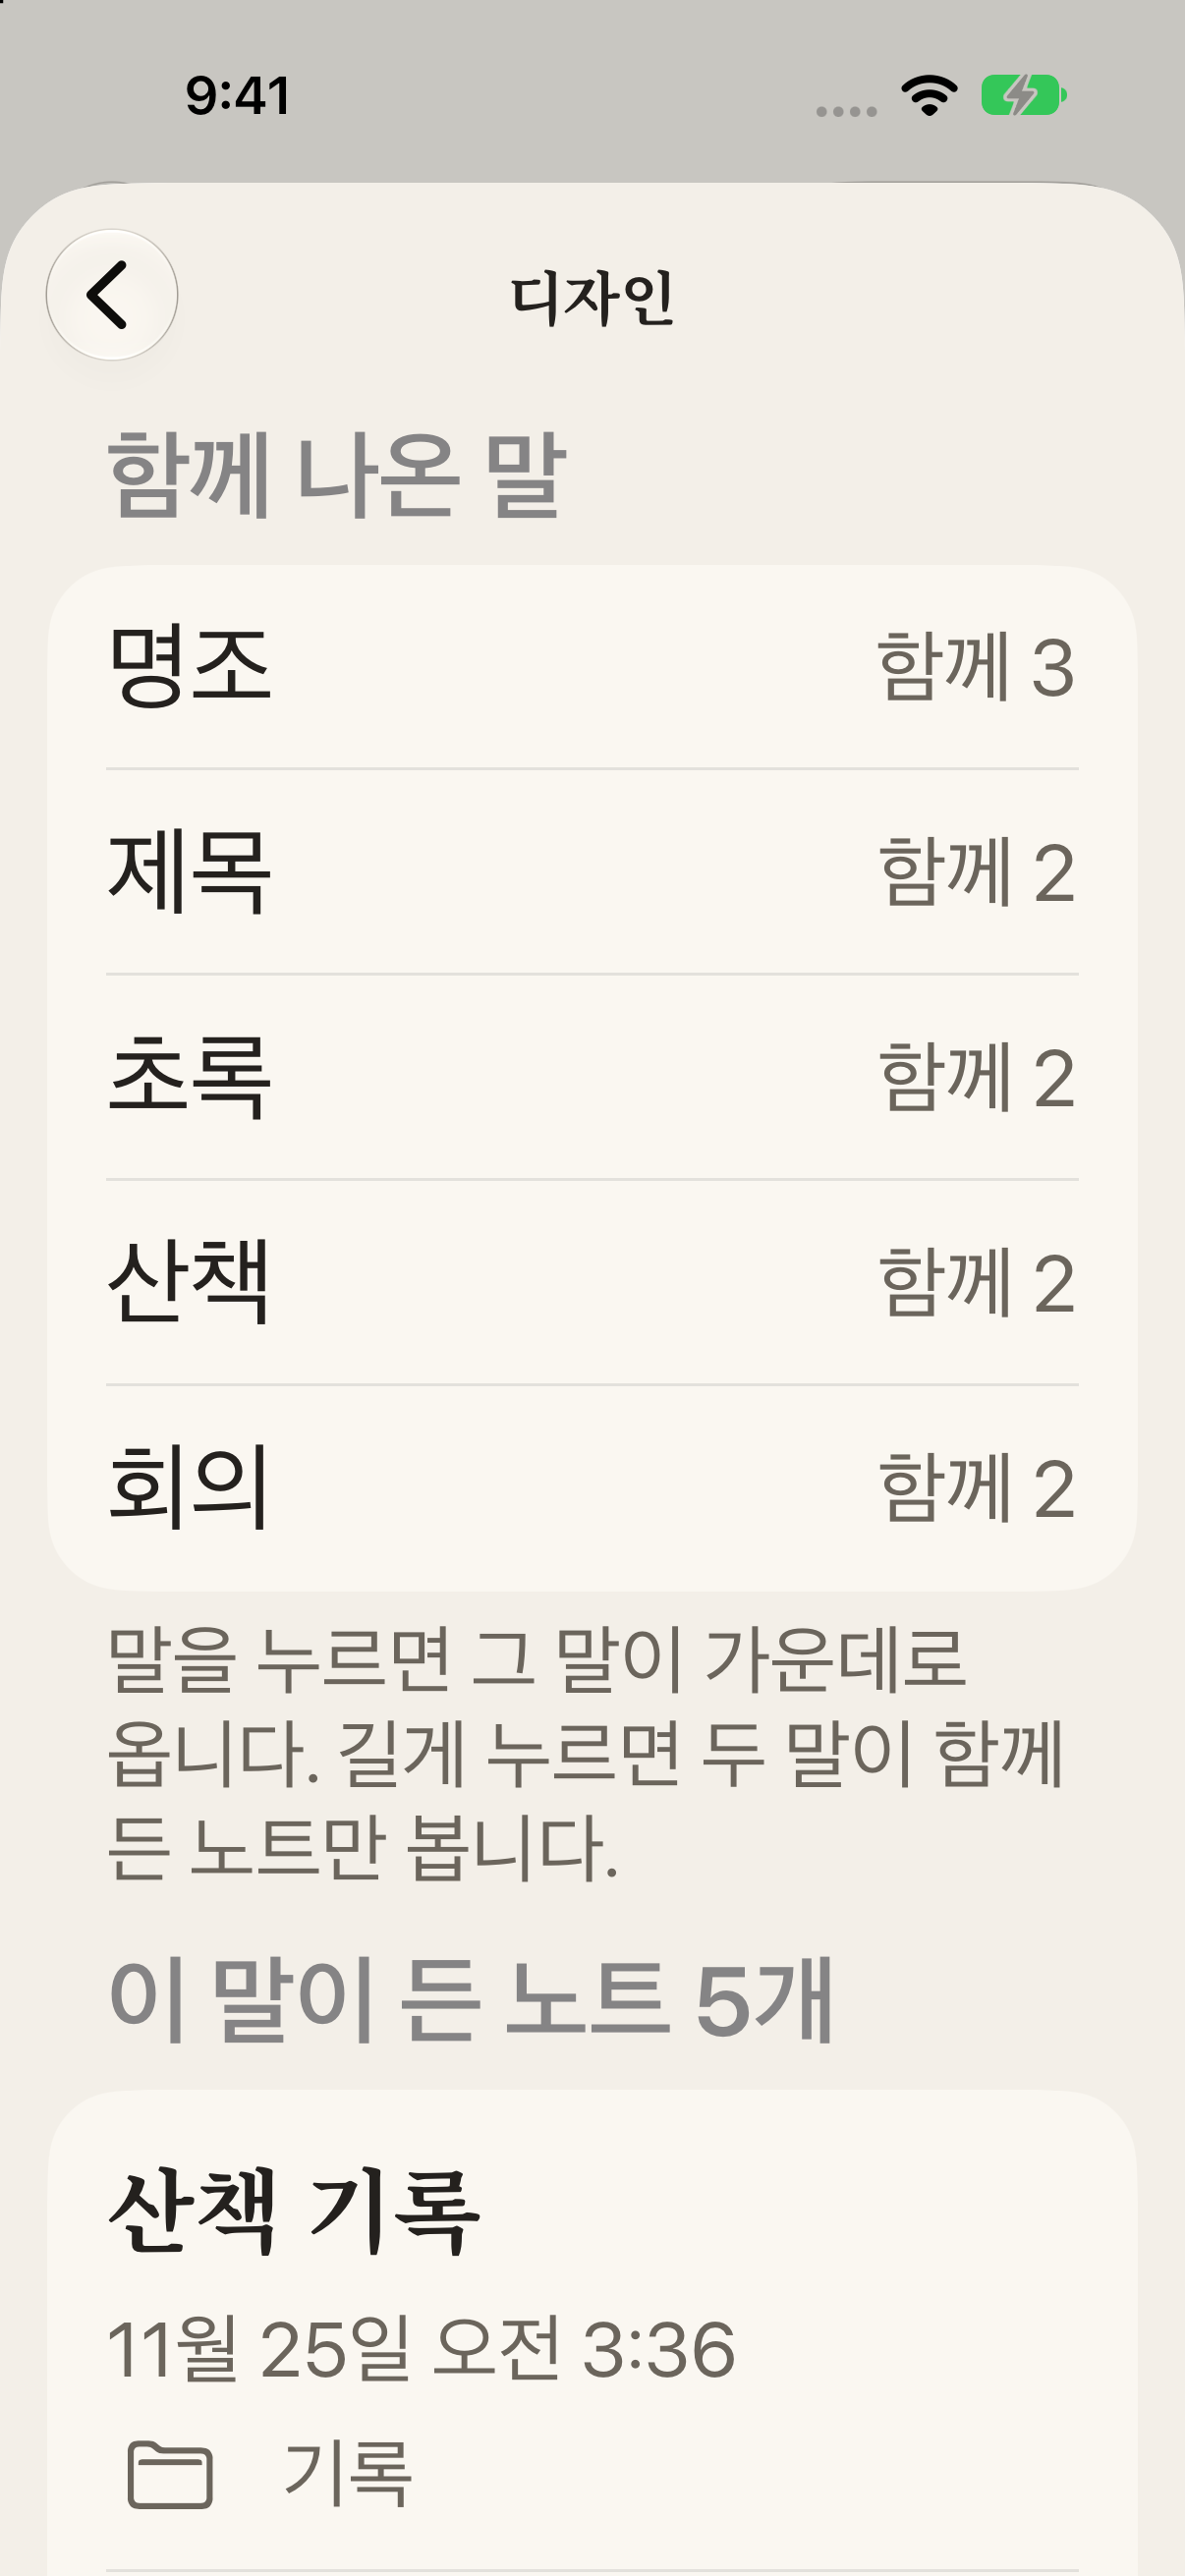 9:41
디자인
함께 나온 말
명조 함께 3
제목 함께 2
초록 함께 2
산책 함께 2
회의 함께 2
말을 누르면 그 말이 가운데로
옵니다. 길게 누르면 두 말이 함께
든 노트만 봅니다.
이 말이 든 노트 5개
산책 기록
11월 25일 오전 3:36
기록